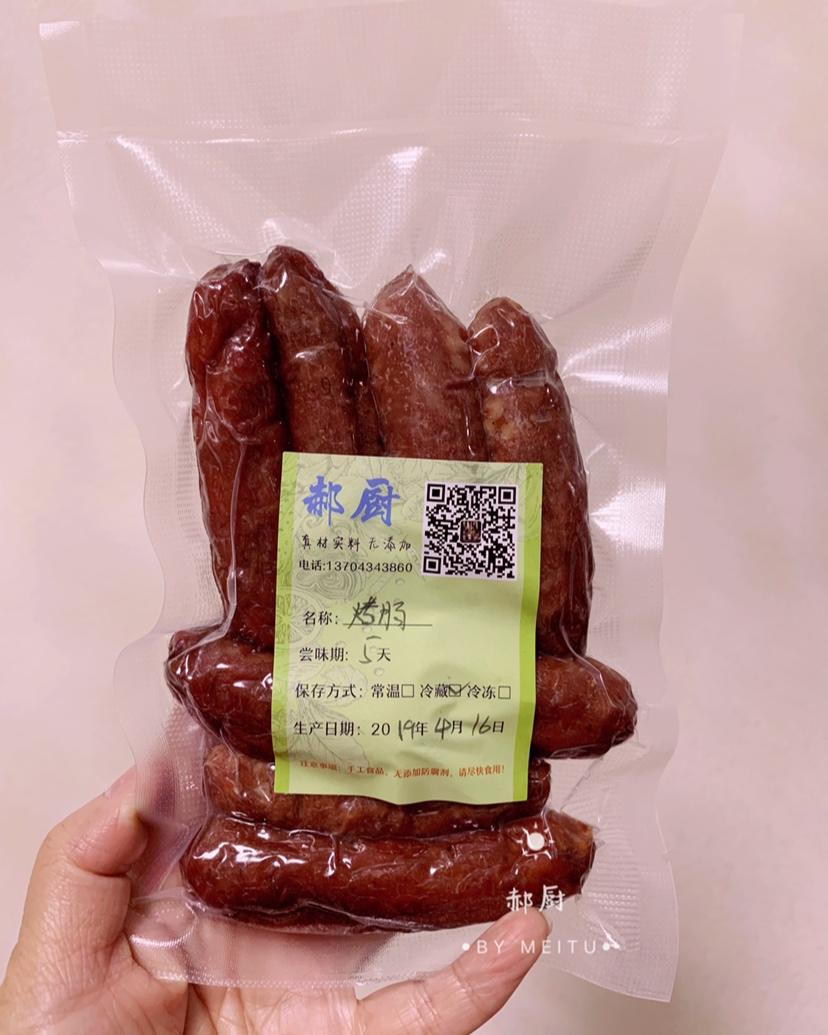 郝厨
真材实料 无添加
电话:13704343860
名称: 烤肠
尝味期: 5天
保存方式: 常温☐ 冷藏☑ 冷冻☐
生产日期: 2019年4月16日
注意事项: 手工食品, 无添加防腐剂, 请尽快食用!
郝厨
•BY MEITU•